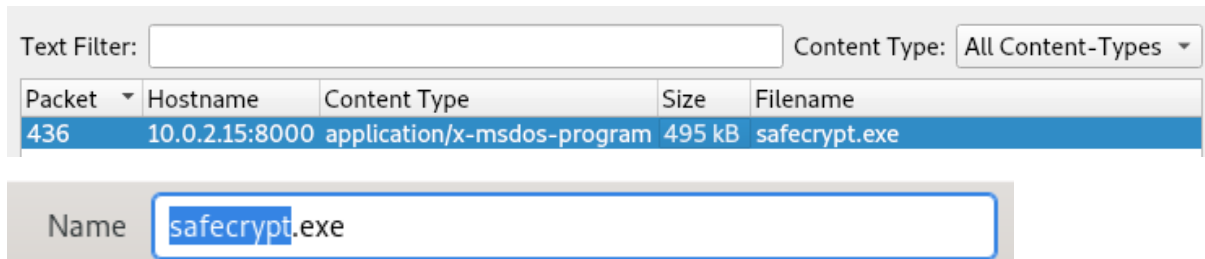 Text Filter: Content Type: All Content-Types
Packet Hostname Content Type Size Filename
436 10.0.2.15:8000 application/x-msdos-program 495 kB safecrypt.exe
Name safecrypt.exe